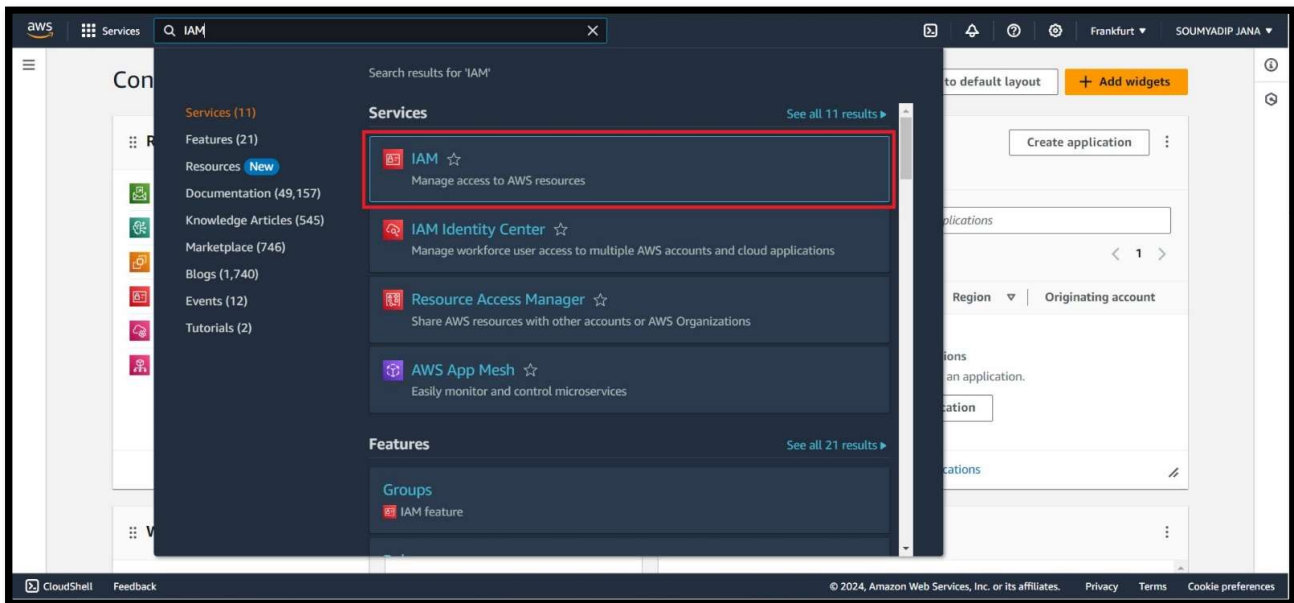 aws
Services
IAM
Frankfurt
SOUMYADIP JANA
Con
to default layout
+ Add widgets
Search results for 'IAM'
Services (11)
Features (21)
Resources New
Documentation (49,157)
Knowledge Articles (545)
Marketplace (746)
Blogs (1,740)
Events (12)
Tutorials (2)
Services
See all 11 results
IAM
Manage access to AWS resources
IAM Identity Center
Manage workforce user access to multiple AWS accounts and cloud applications
Resource Access Manager
Share AWS resources with other accounts or AWS Organizations
AWS App Mesh
Easily monitor and control microservices
Features
See all 21 results
Groups
IAM feature
R
Create application
plications
1
Region
Originating account
ions
an application.
cation
cations
CloudShell
Feedback
© 2024, Amazon Web Services, Inc. or its affiliates.
Privacy
Terms
Cookie preferences